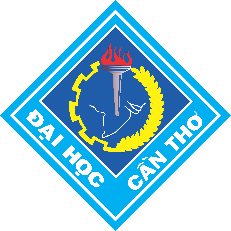 ĐẠI HỌC
CẦN THƠ